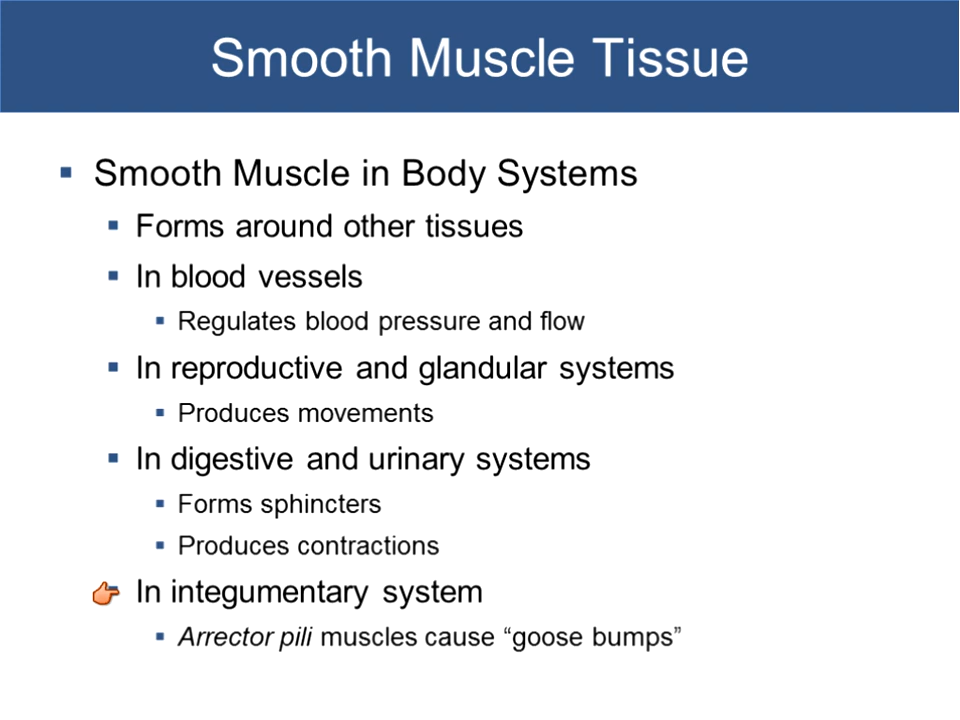 Smooth Muscle Tissue
Smooth Muscle in Body Systems
Forms around other tissues
In blood vessels
Regulates blood pressure and flow
In reproductive and glandular systems
Produces movements
In digestive and urinary systems
Forms sphincters
Produces contractions
In integumentary system
Arrector pili muscles cause “goose bumps”